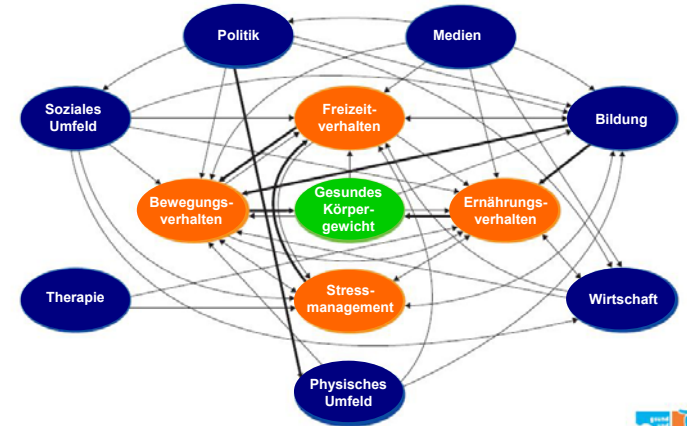 Politik
Medien
Soziales
Umfeld
Freizeit-
verhalten
Bildung
Bewegungs-
verhalten
Gesundes
Körper-
gewicht
Ernährungs-
verhalten
Therapie
Stress-
management
Wirtschaft
Physisches
Umfeld